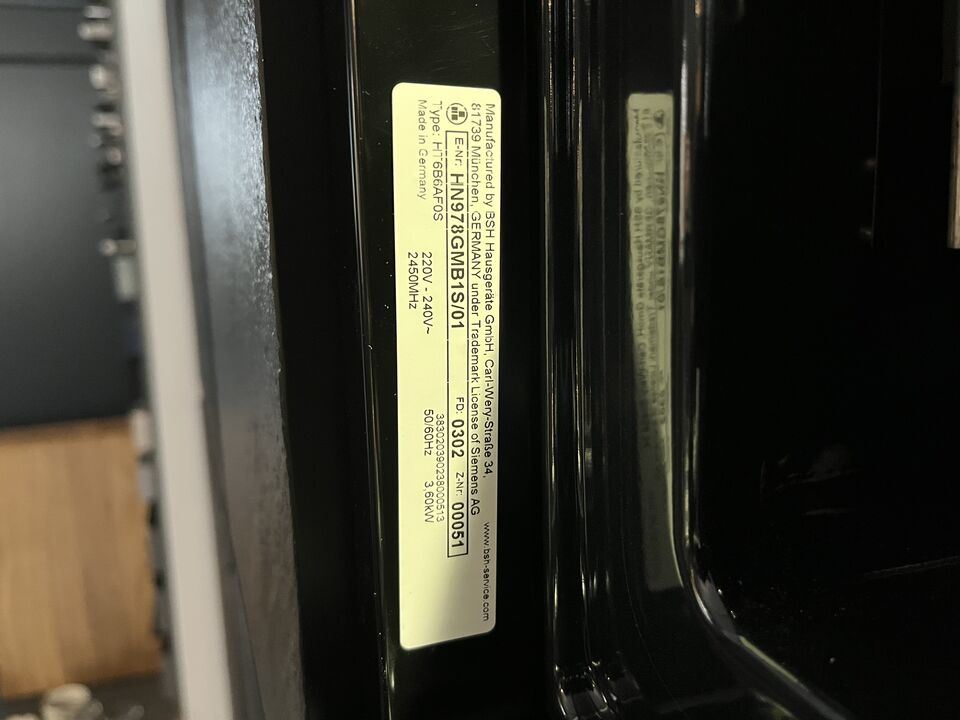 Manufactured by BSH Hausgeräte GmbH, Carl-Wery-Straße 34,
81739 München, GERMANY under Trademark License of Siemens AG
www.bsh-service.com
E-Nr: HN978GMB1S/01 FD: 0302 Z-Nr: 00051
383020390238000513
Type: HT6B6AF0S 220V - 240V~ 50/60Hz 3,60kW
Made in Germany 2450MHz